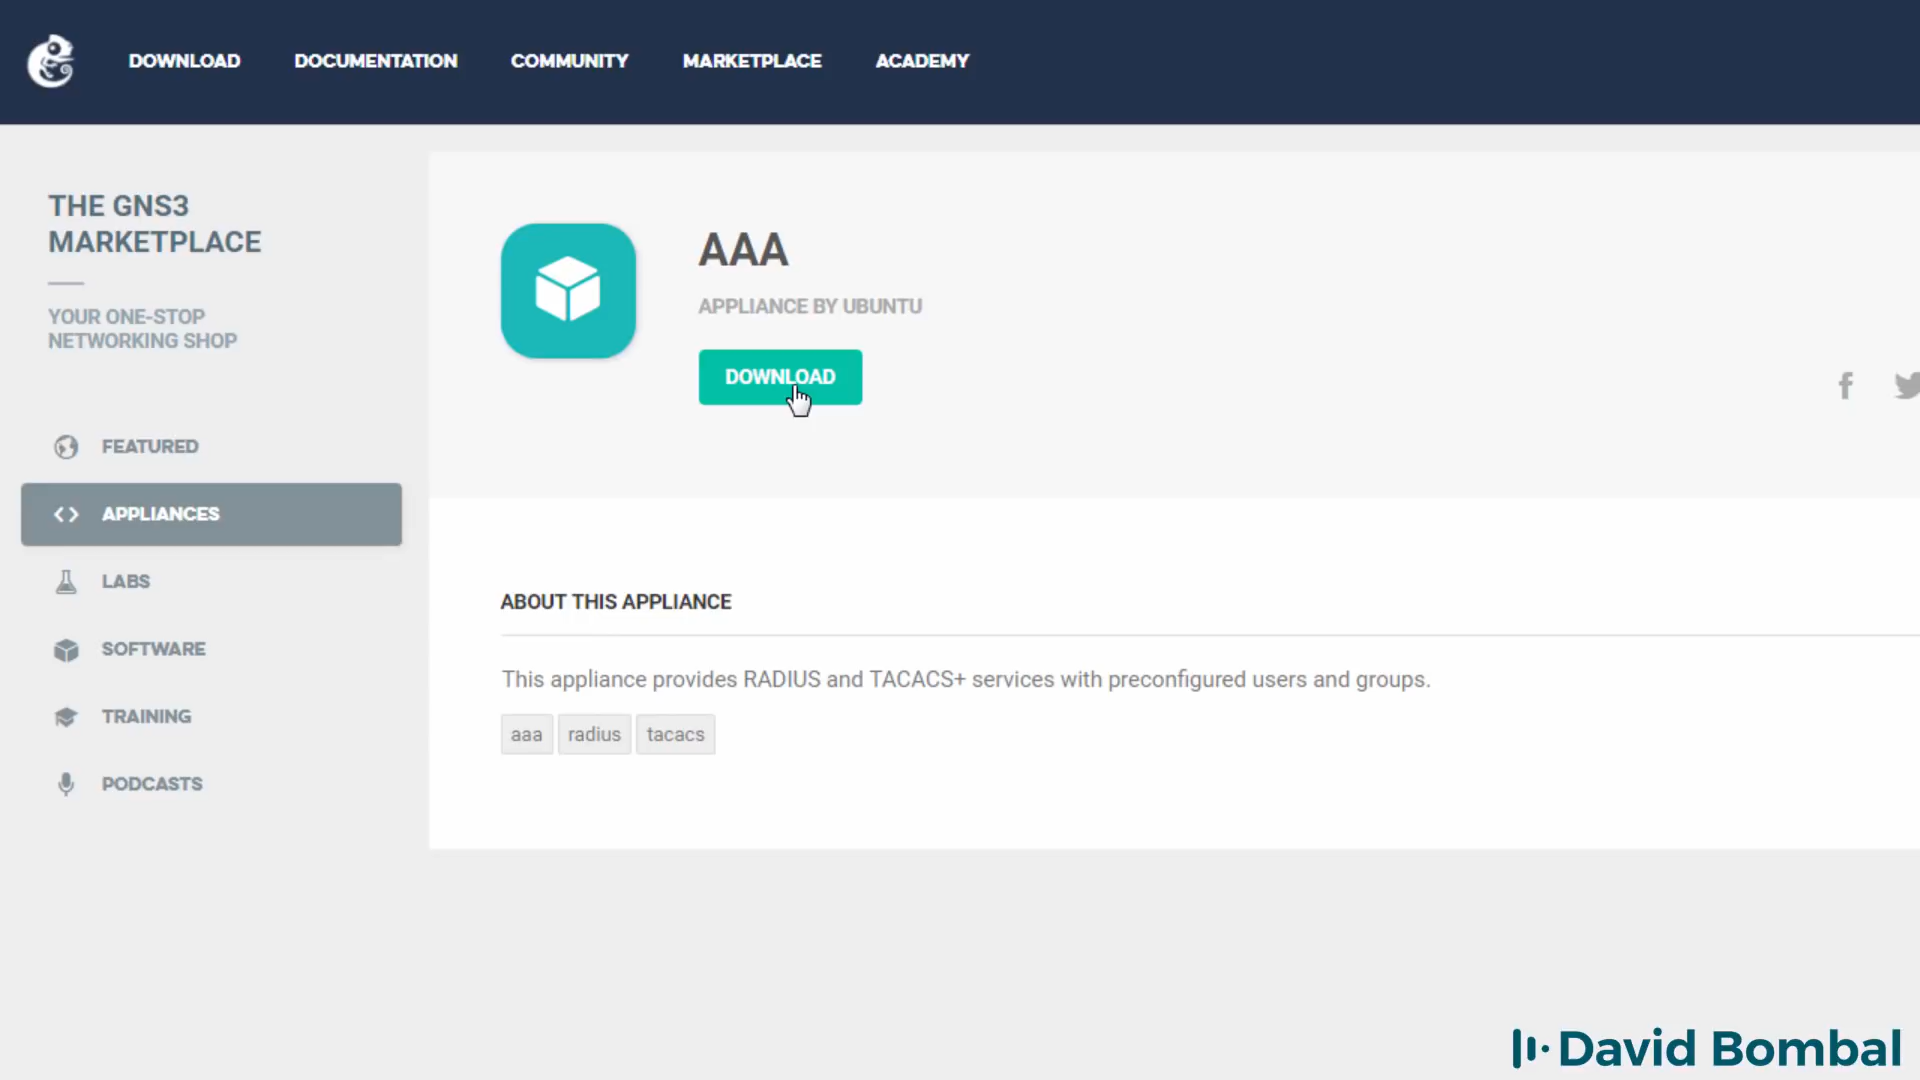 DOWNLOAD
DOCUMENTATION
COMMUNITY
MARKETPLACE
ACADEMY
THE GNS3
MARKETPLACE
YOUR ONE-STOP
NETWORKING SHOP
FEATURED
APPLIANCES
LABS
SOFTWARE
TRAINING
PODCASTS
AAA
APPLIANCE BY UBUNTU
DOWNLOAD
ABOUT THIS APPLIANCE
This appliance provides RADIUS and TACACS+ services with preconfigured users and groups.
aaa
radius
tacacs
David Bombal